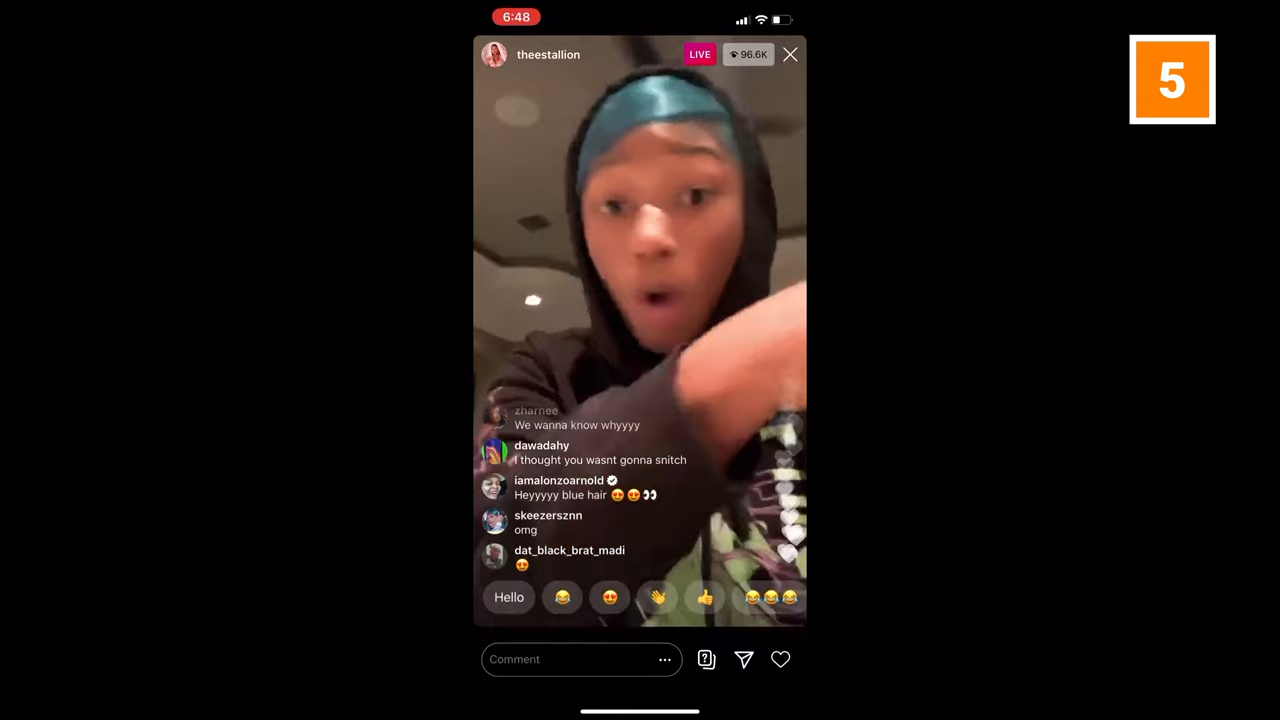 6:48
theestallion LIVE 96.6K
5
zharnee
We wanna know whyyyy
dawadahy
I thought you wasnt gonna snitch
iamalonzoarnold
Heyyyyy blue hair 😍😍👀
skeezersznn
omg
dat_black_brat_madi
😍
Hello 😂 😍 👋 👍 😂😂😂
Comment